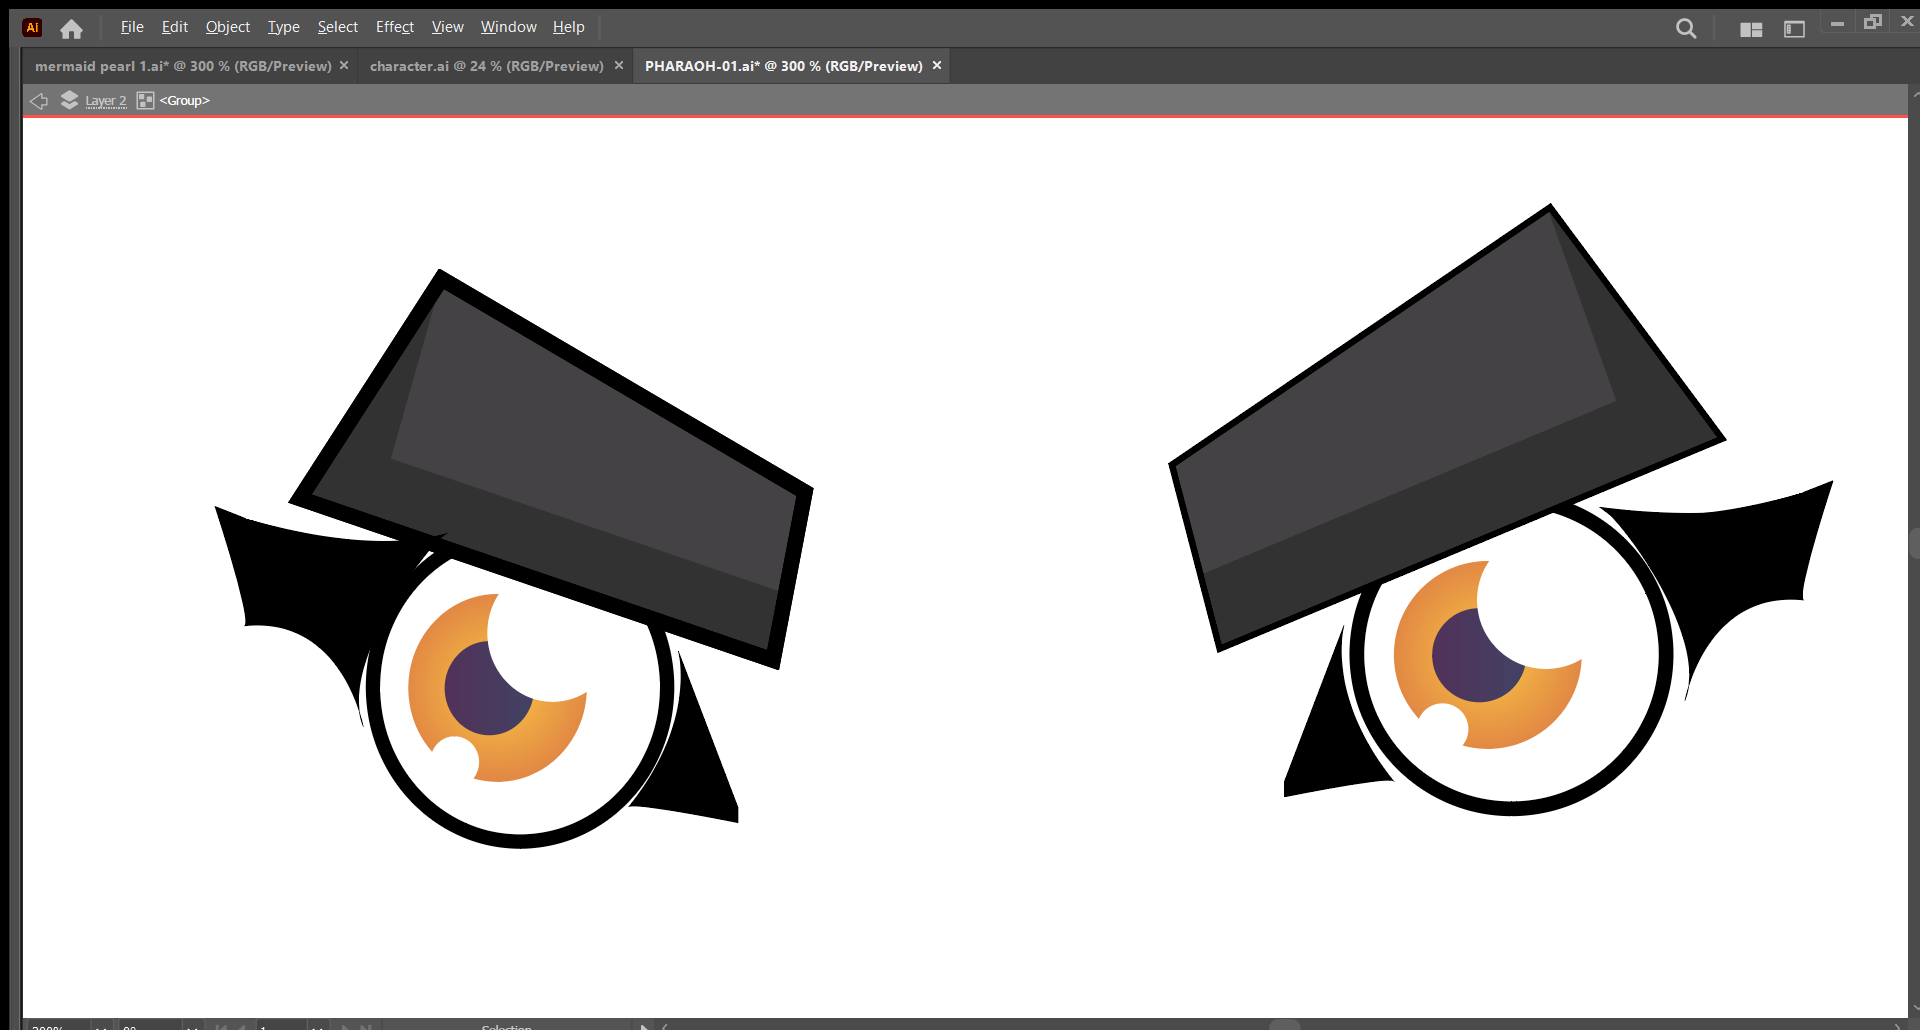 Ai File Edit Object Type Select Effect View Window Help
mermaid pearl 1.ai* @ 300 % (RGB/Preview) × character.ai @ 24 % (RGB/Preview) × PHARAOH-01.ai* @ 300 % (RGB/Preview) ×
Layer 2 <Group>
Selection